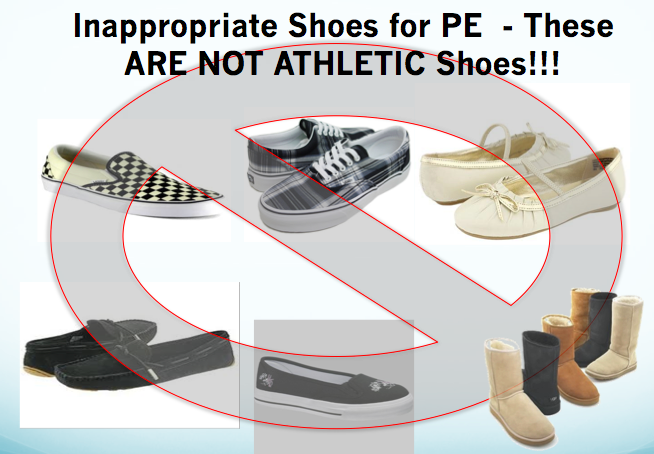 Inappropriate Shoes for PE - These
ARE NOT ATHLETIC Shoes!!!